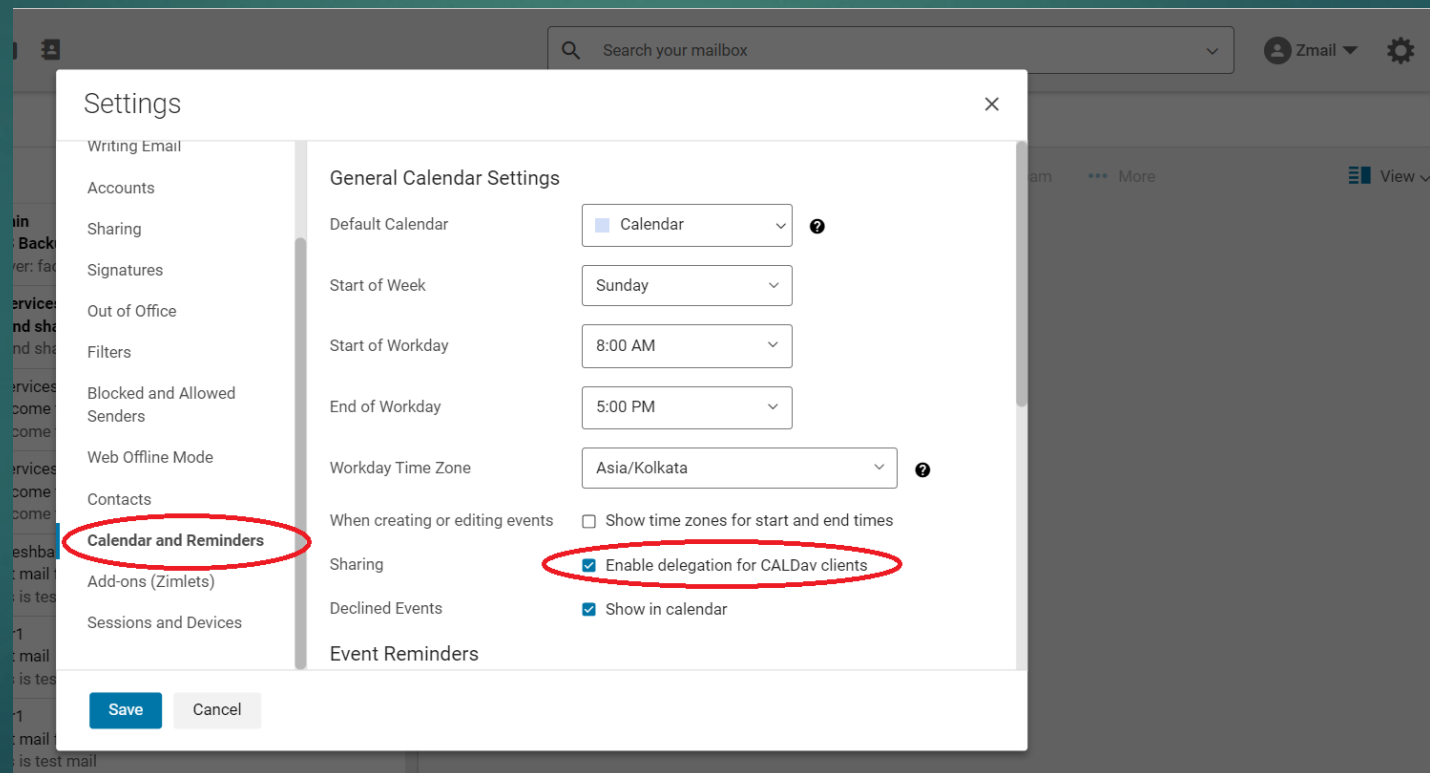 Search your mailbox
Zmail
Settings
Writing Email
Accounts
Sharing
Signatures
Out of Office
Filters
Blocked and Allowed
Senders
Web Offline Mode
Contacts
Calendar and Reminders
Add-ons (Zimlets)
Sessions and Devices
General Calendar Settings
Default Calendar
Calendar
Start of Week
Sunday
Start of Workday
8:00 AM
End of Workday
5:00 PM
Workday Time Zone
Asia/Kolkata
When creating or editing events
Show time zones for start and end times
Sharing
Enable delegation for CALDav clients
Declined Events
Show in calendar
Event Reminders
Save
Cancel
More
View
mail
is test mail